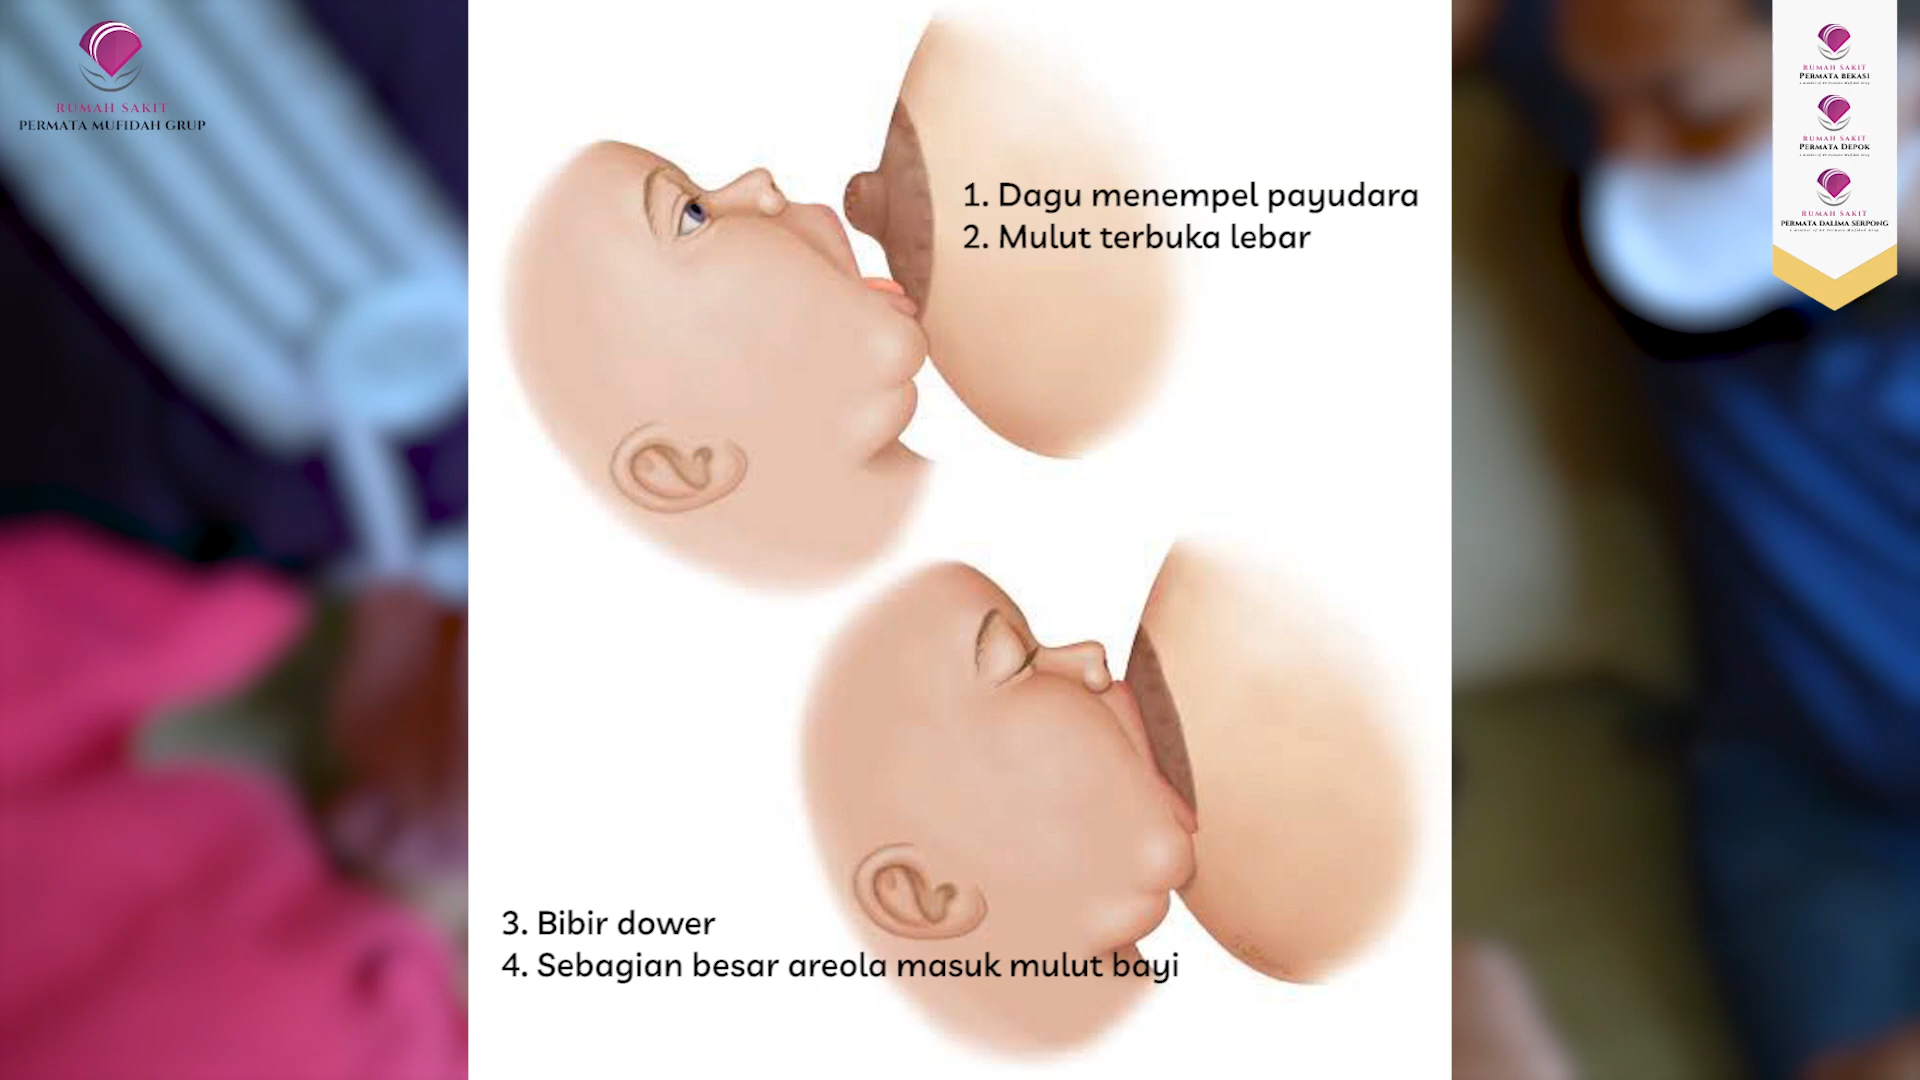 RUMAH SAKIT
PERMATA MUFIDAH GRUP
RUMAH SAKIT
PERMATA BEKASI
RUMAH SAKIT
PERMATA DEPOK
RUMAH SAKIT
PERMATA DALIMA SERPONG
1. Dagu menempel payudara
2. Mulut terbuka lebar
3. Bibir dower
4. Sebagian besar areola masuk mulut bayi